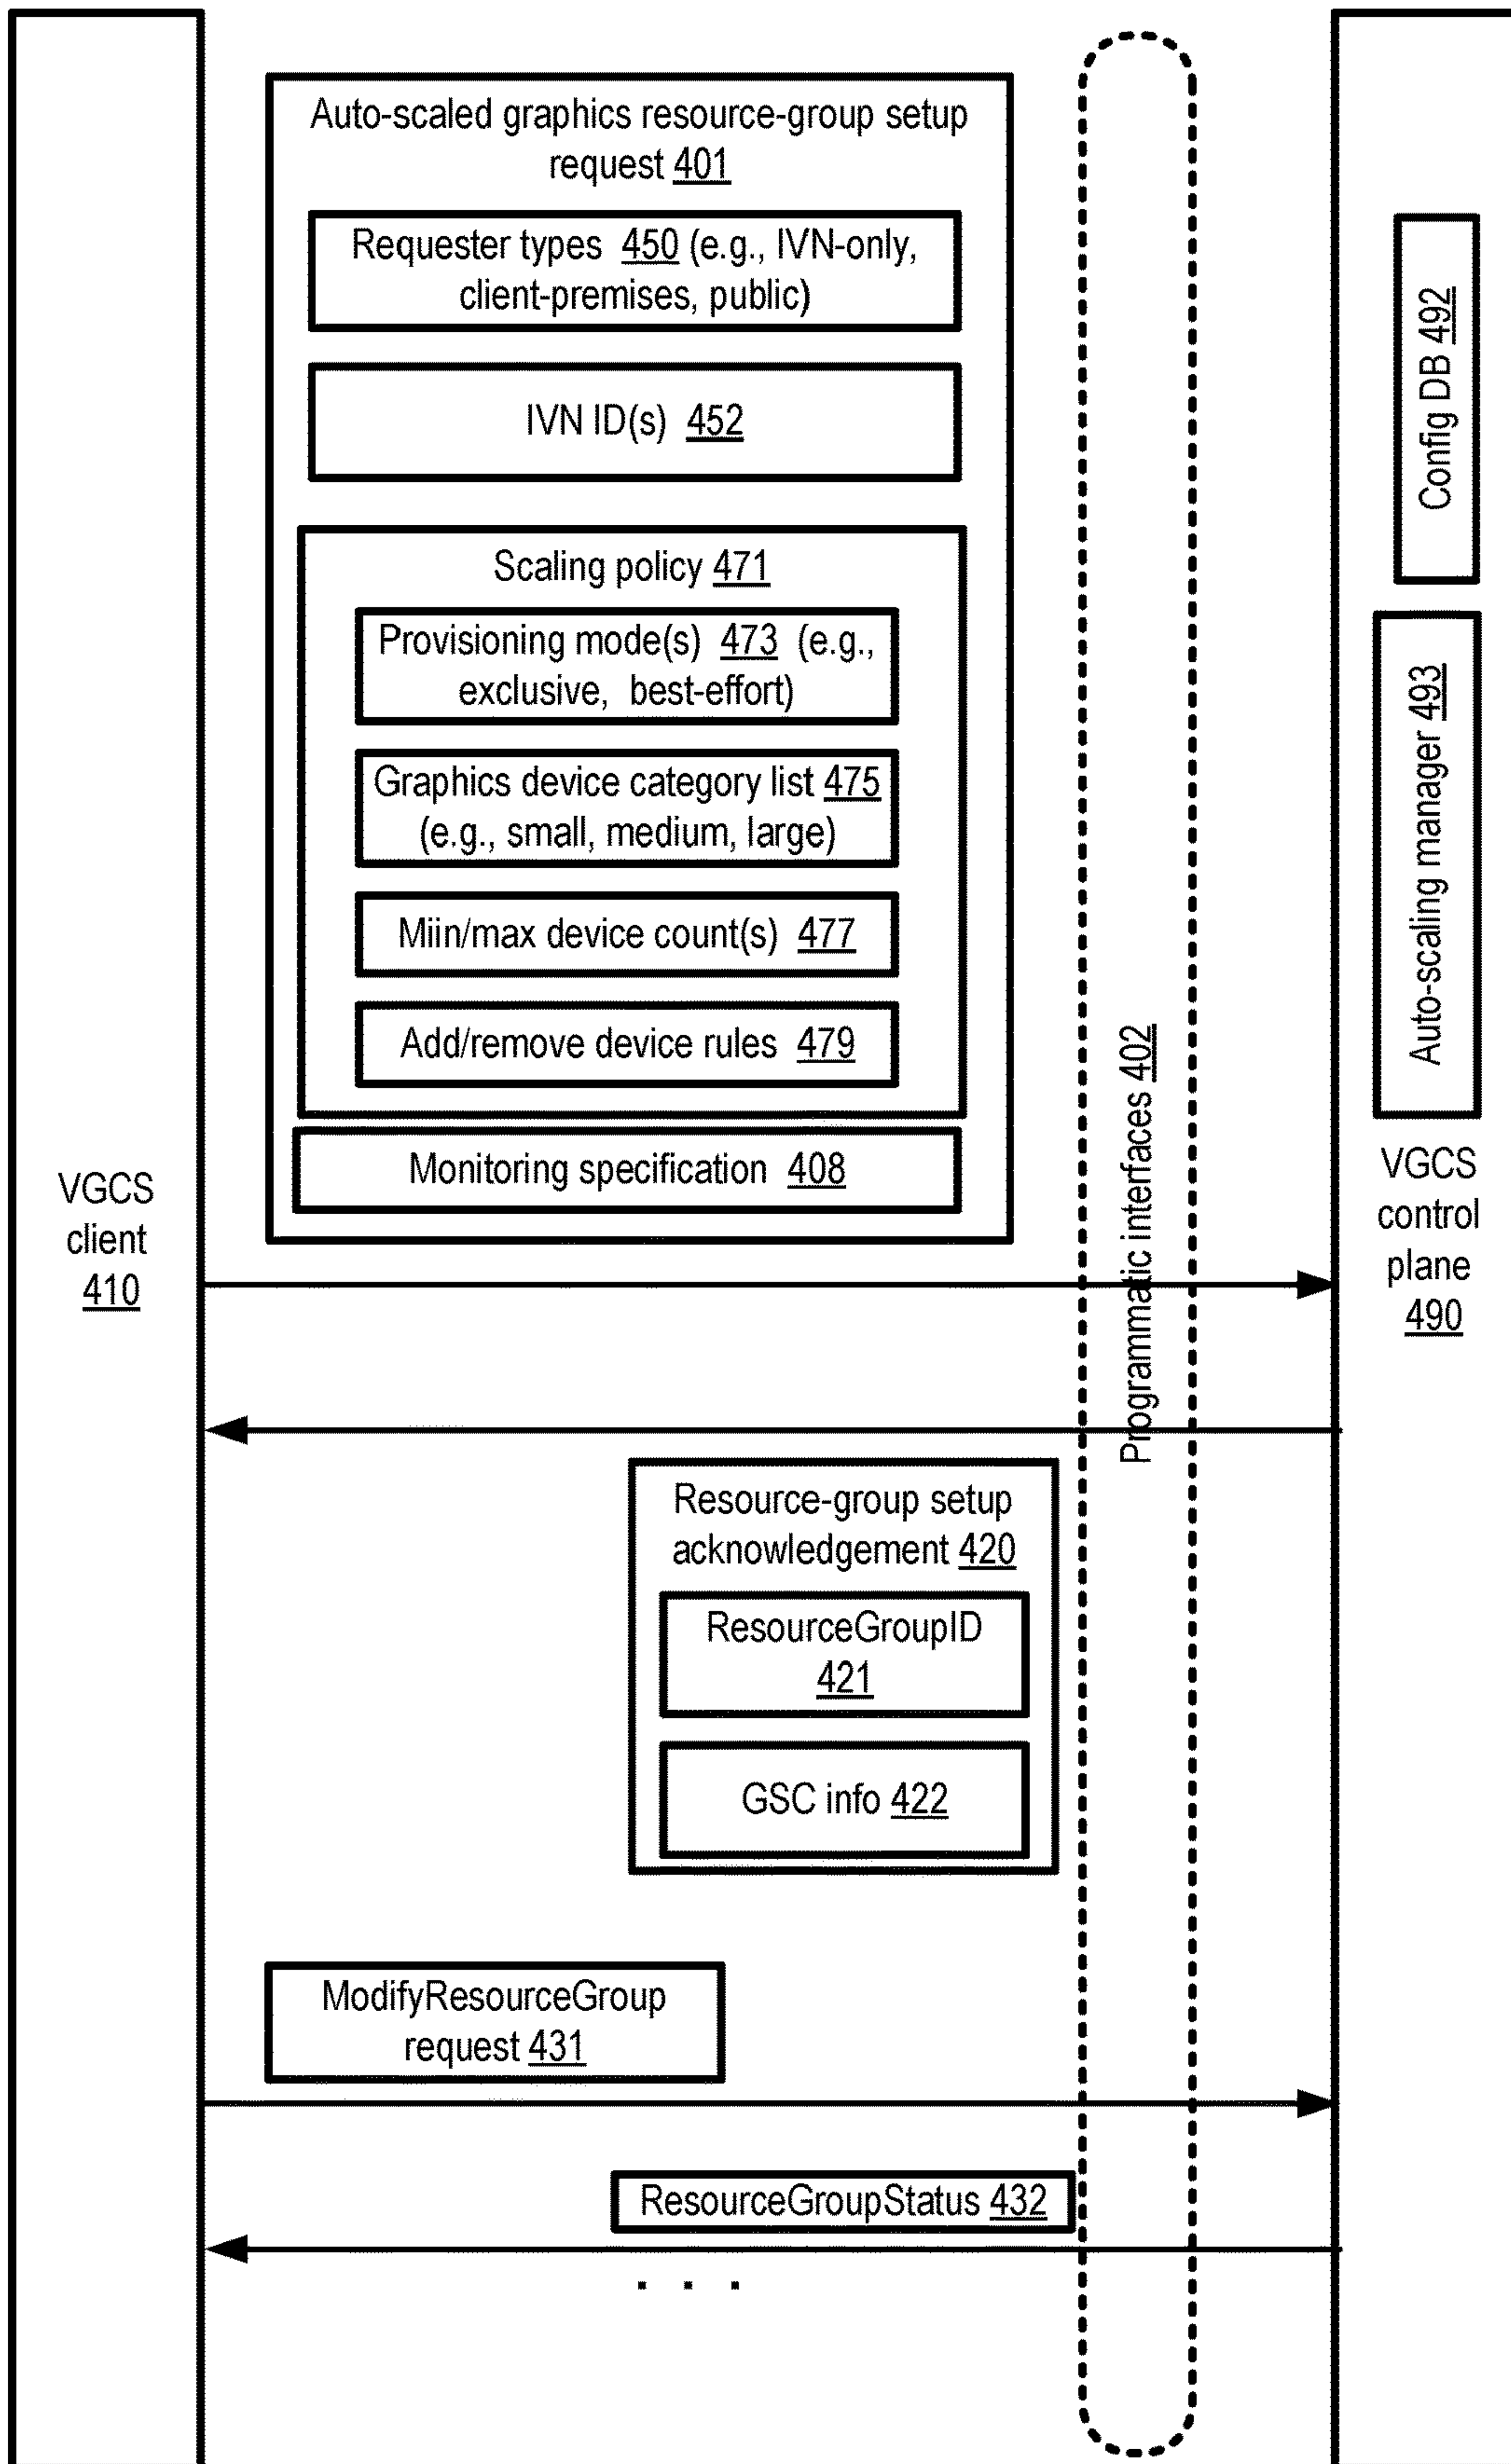 Auto-scaled graphics resource-group setup
request 401
Requester types 450 (e.g., IVN-only,
client-premises, public)
IVN ID(s) 452
Scaling policy 471
Provisioning mode(s) 473 (e.g.,
exclusive, best-effort)
Graphics device category list 475
(e.g., small, medium, large)
Miin/max device count(s) 477
Add/remove device rules 479
Monitoring specification 408
VGCS
client
410
Programmatic interfaces 402
Config DB 492
Auto-scaling manager 493
VGCS
control
plane
490
Resource-group setup
acknowledgement 420
ResourceGroupID
421
GSC info 422
ModifyResourceGroup
request 431
ResourceGroupStatus 432
. . .